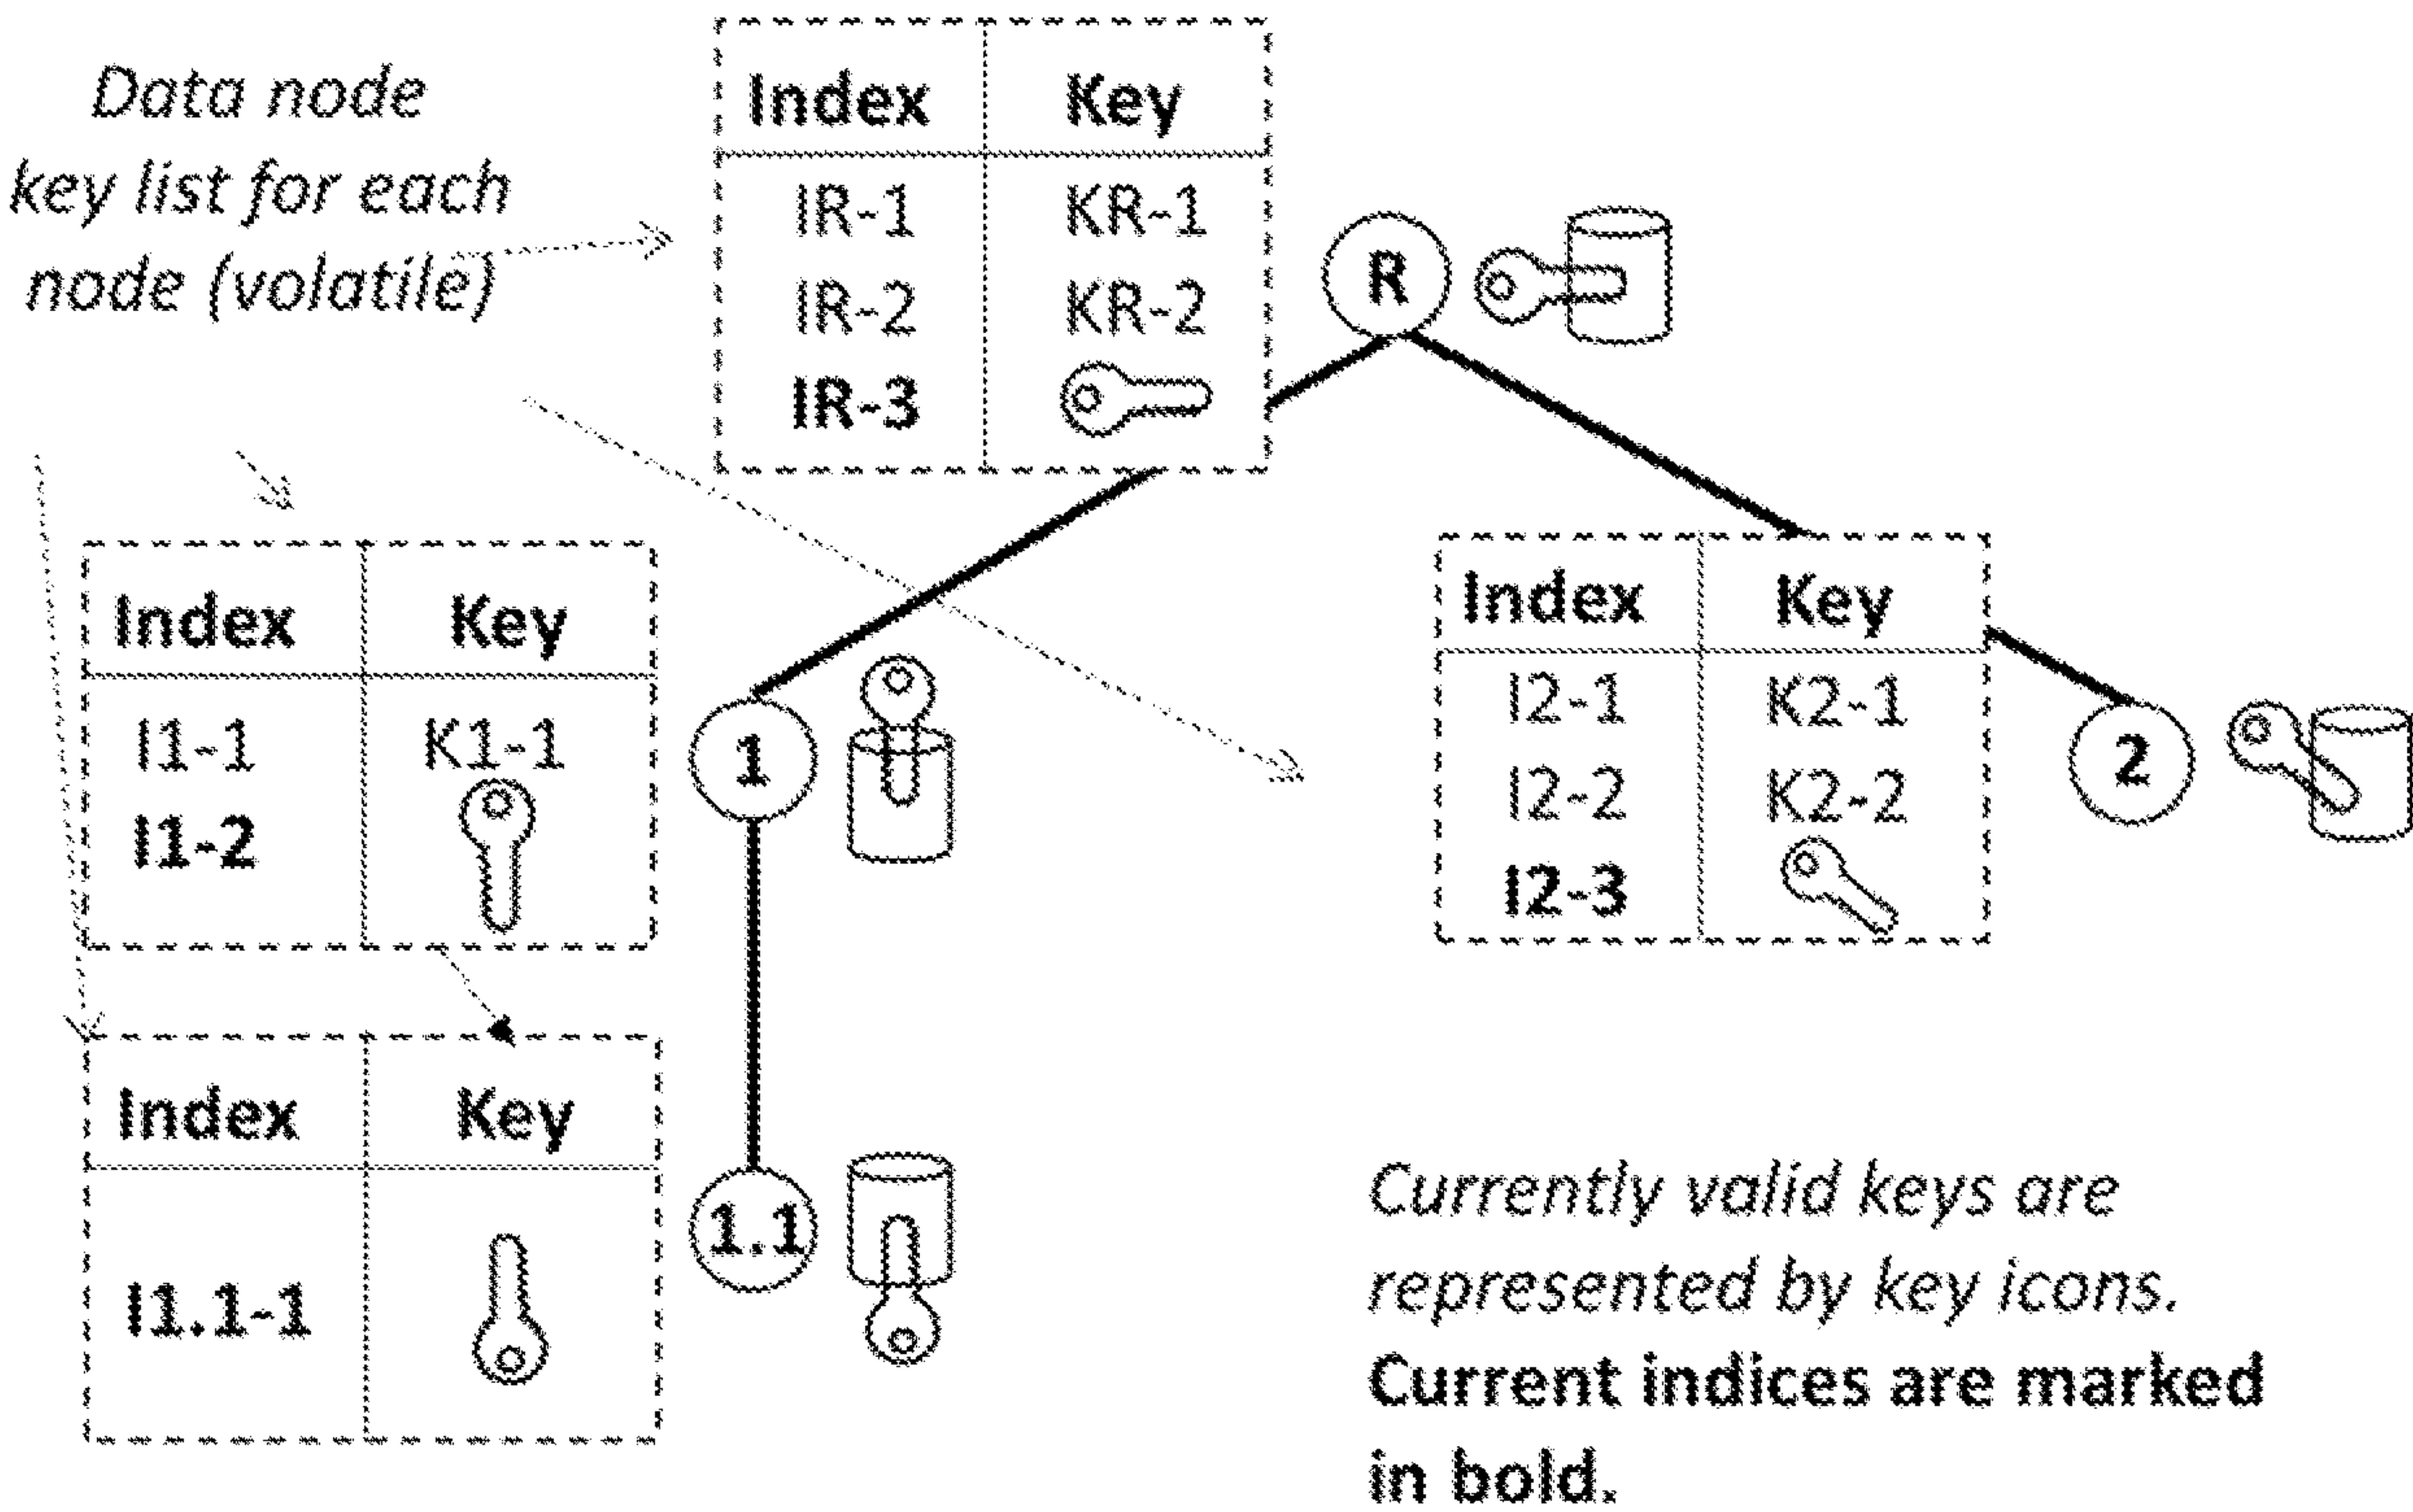 Data node
key list for each
node (volatile)
Index Key
IR-1 KR-1
IR-2 KR-2
IR-3
R
Index Key
I1-1 K1-1
I1-2
1
Index Key
I2-1 K2-1
I2-2 K2-2
I2-3
2
Index Key
I1.1-1
1.1
Currently valid keys are
represented by key icons.
Current indices are marked
in bold.